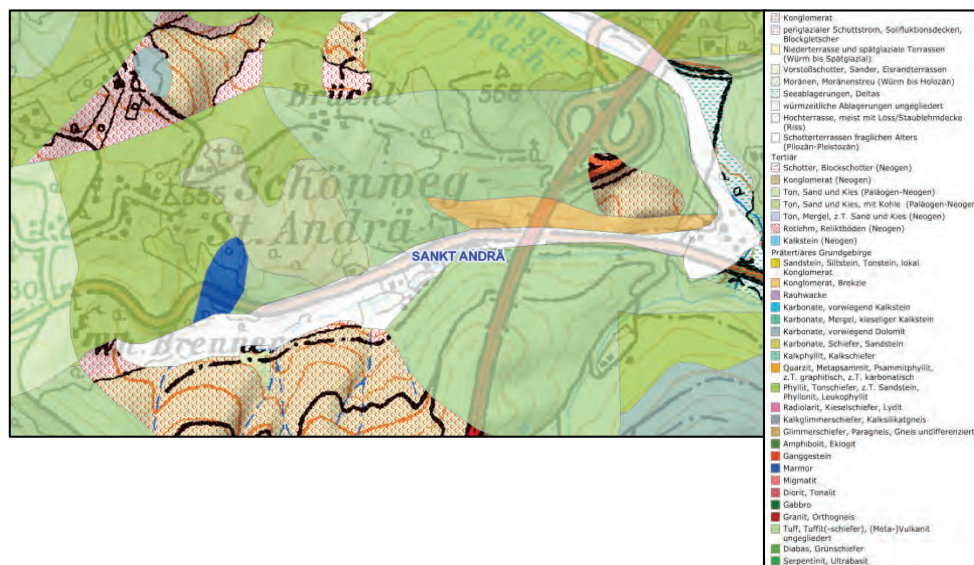 Brückl
Schönweg
St. Andrä
SANKT ANDRÄ
Konglomerat
periglazialer Schuttstrom, Solifluktionsdecken,
Blockgletscher
Niederterrasse und spätglaziale Terrassen
(Würm bis Spätglazial)
Vorstoßschotter, Sander, Eisrandterrassen
Moränen, Moränenstreu (Würm bis Holozän)
Seeablagerungen, Deltas
würmzeitliche Ablagerungen ungegliedert
Hochterrasse, meist mit Löss/Staublehmdecke
(Riss)
Schotterterrassen fraglichen Alters
(Pliozän-Pleistozän)
Tertiär
Schotter, Blockschotter (Neogen)
Konglomerat (Neogen)
Ton, Sand und Kies (Paläogen-Neogen)
Ton, Sand und Kies, mit Kohle (Paläogen-Neogen
Ton, Mergel, z.T. Sand und Kies (Neogen)
Rotlehm, Reliktböden (Neogen)
Kalkstein (Neogen)
Prätertiäres Grundgebirge
Sandstein, Siltstein, Tonstein, lokal
Konglomerat
Konglomerat, Brekzie
Rauhwacke
Karbonate, vorwiegend Kalkstein
Karbonate, Mergel, kieseliger Kalkstein
Karbonate, vorwiegend Dolomit
Karbonate, Schiefer, Sandstein
Kalkphyllit, Kalkschiefer
Quarzit, Metapsammit, Psammitphyllit,
z.T. graphitisch, z.T. karbonatisch
Phyllit, Tonschiefer, z.T. Sandstein,
Phyllonit, Leukophyllit
Radiolarit, Kieselschiefer, Lydit
Kalkglimmerschiefer, Kalksilikatgneis
Glimmerschiefer, Paragneis, Gneis undifferenziert
Amphibolit, Eklogit
Ganggestein
Marmor
Migmatit
Diorit, Tonalit
Gabbro
Granit, Orthogneis
Tuff, Tuffit(-schiefer), (Meta-)Vulkanit
ungegliedert
Diabas, Grünschiefer
Serpentinit, Ultrabasit